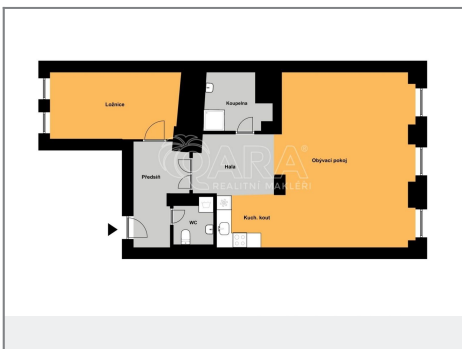 Ložnice
Koupelna
Předsíň
Hala
Obývací pokoj
QARA
REALITNÍ MAKLÉŘI
Kuch. kout
WC